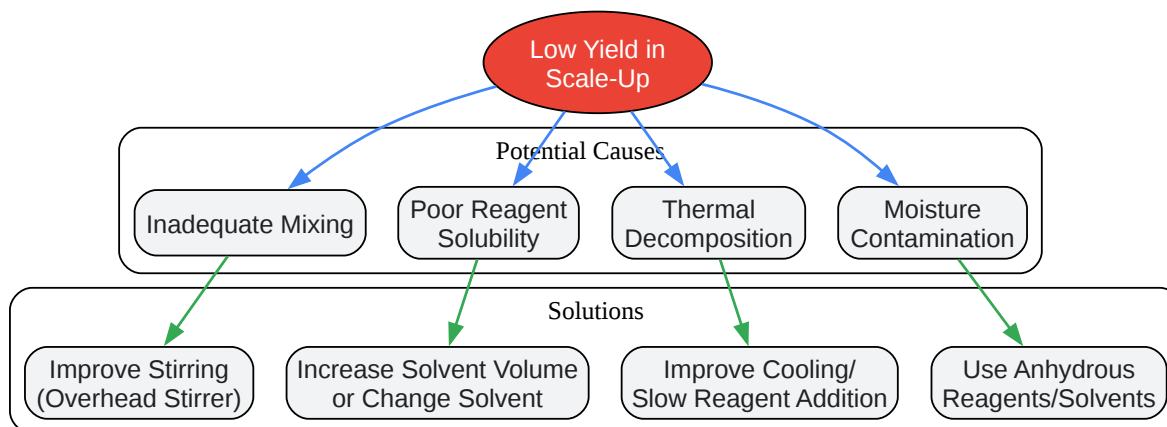 Low Yield in
Scale-Up
Potential Causes
Inadequate Mixing
Poor Reagent
Solubility
Thermal
Decomposition
Moisture
Contamination
Solutions
Improve Stirring
(Overhead Stirrer)
Increase Solvent Volume
or Change Solvent
Improve Cooling/
Slow Reagent Addition
Use Anhydrous
Reagents/Solvents